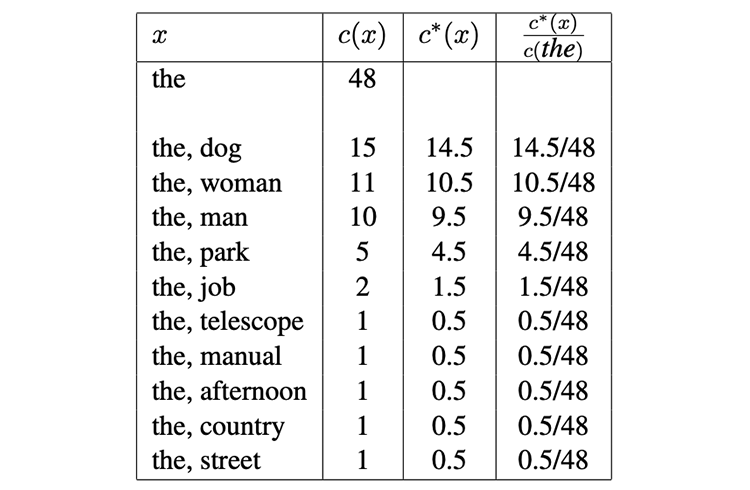 x c(x) c*(x) c*(x)/c(the)
the 48
the, dog 15 14.5 14.5/48
the, woman 11 10.5 10.5/48
the, man 10 9.5 9.5/48
the, park 5 4.5 4.5/48
the, job 2 1.5 1.5/48
the, telescope 1 0.5 0.5/48
the, manual 1 0.5 0.5/48
the, afternoon 1 0.5 0.5/48
the, country 1 0.5 0.5/48
the, street 1 0.5 0.5/48